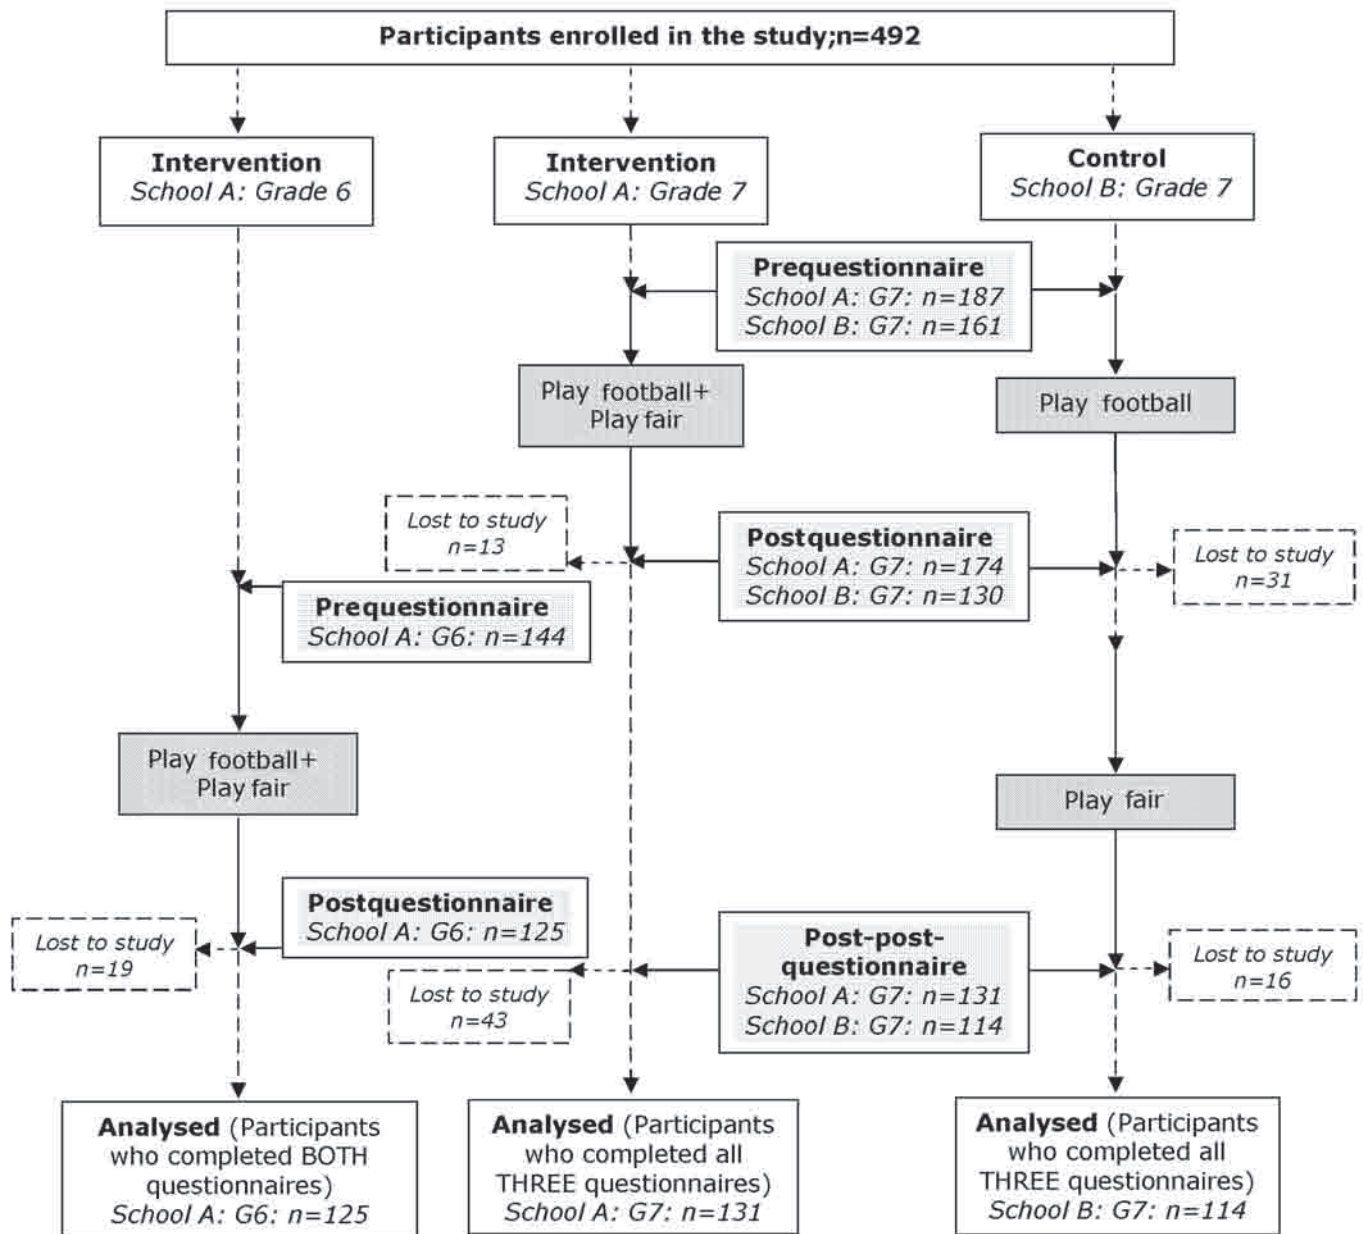 Participants enrolled in the study;n=492
Intervention
School A: Grade 6
Intervention
School A: Grade 7
Control
School B: Grade 7
Prequestionnaire
School A: G7: n=187
School B: G7: n=161
Play football+
Play fair
Play football
Lost to study
n=13
Postquestionnaire
School A: G7: n=174
School B: G7: n=130
Lost to study
n=31
Prequestionnaire
School A: G6: n=144
Play football+
Play fair
Play fair
Lost to study
n=19
Postquestionnaire
School A: G6: n=125
Lost to study
n=43
Post-post-
questionnaire
School A: G7: n=131
School B: G7: n=114
Lost to study
n=16
Analysed (Participants
who completed BOTH
questionnaires)
School A: G6: n=125
Analysed (Participants
who completed all
THREE questionnaires)
School A: G7: n=131
Analysed (Participants
who completed all
THREE questionnaires)
School B: G7: n=114